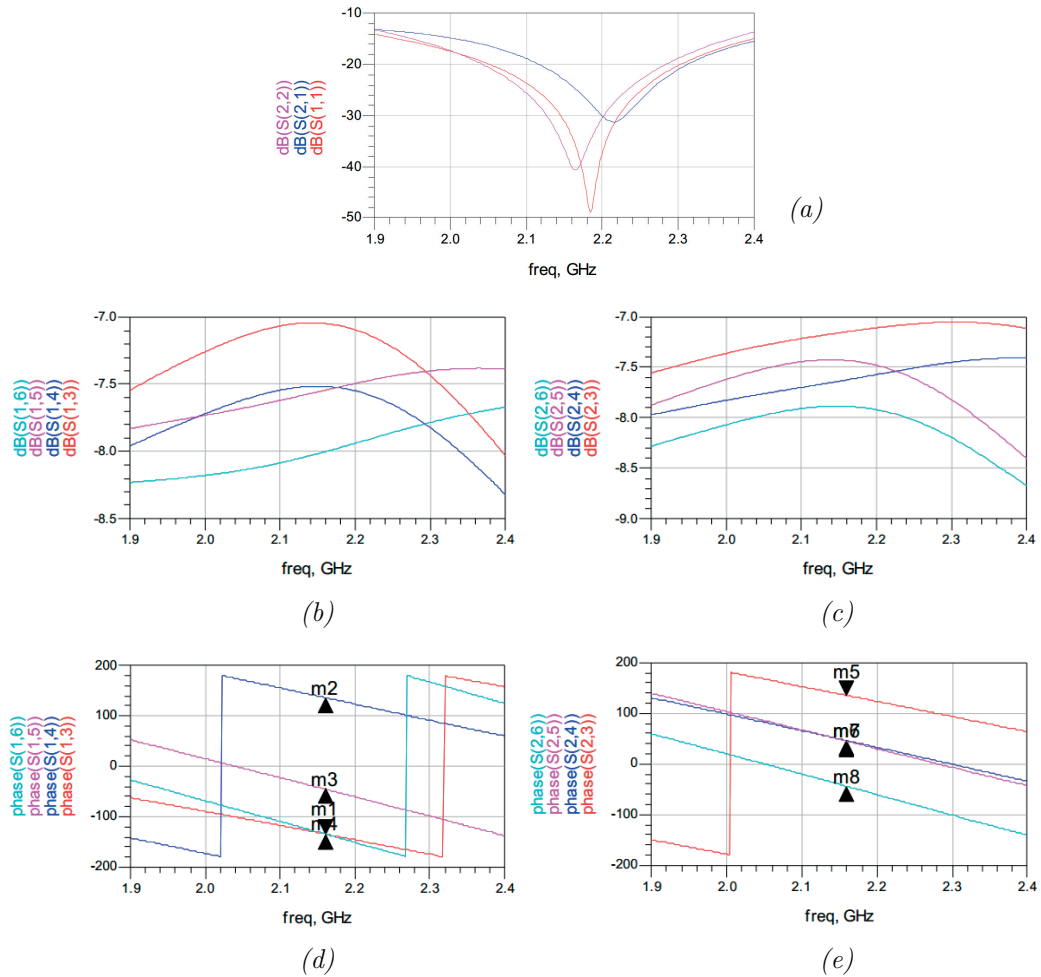 -10
-20
-30
-40
-50
1.9 2.0 2.1 2.2 2.3 2.4
freq, GHz
dB(S(2,2))
dB(S(2,1))
dB(S(1,1))
(a)
-7.0
-7.5
-8.0
-8.5
1.9 2.0 2.1 2.2 2.3 2.4
freq, GHz
dB(S(1,6))
dB(S(1,5))
dB(S(1,4))
dB(S(1,3))
(b)
-7.0
-7.5
-8.0
-8.5
-9.0
1.9 2.0 2.1 2.2 2.3 2.4
freq, GHz
dB(S(2,6))
dB(S(2,5))
dB(S(2,4))
dB(S(2,3))
(c)
200
100
0
-100
-200
1.9 2.0 2.1 2.2 2.3 2.4
freq, GHz
phase(S(1,6))
phase(S(1,5))
phase(S(1,4))
phase(S(1,3))
m2
m3
m1
m4
(d)
200
100
0
-100
-200
1.9 2.0 2.1 2.2 2.3 2.4
freq, GHz
phase(S(2,6))
phase(S(2,5))
phase(S(2,4))
phase(S(2,3))
m5
m8
(e)